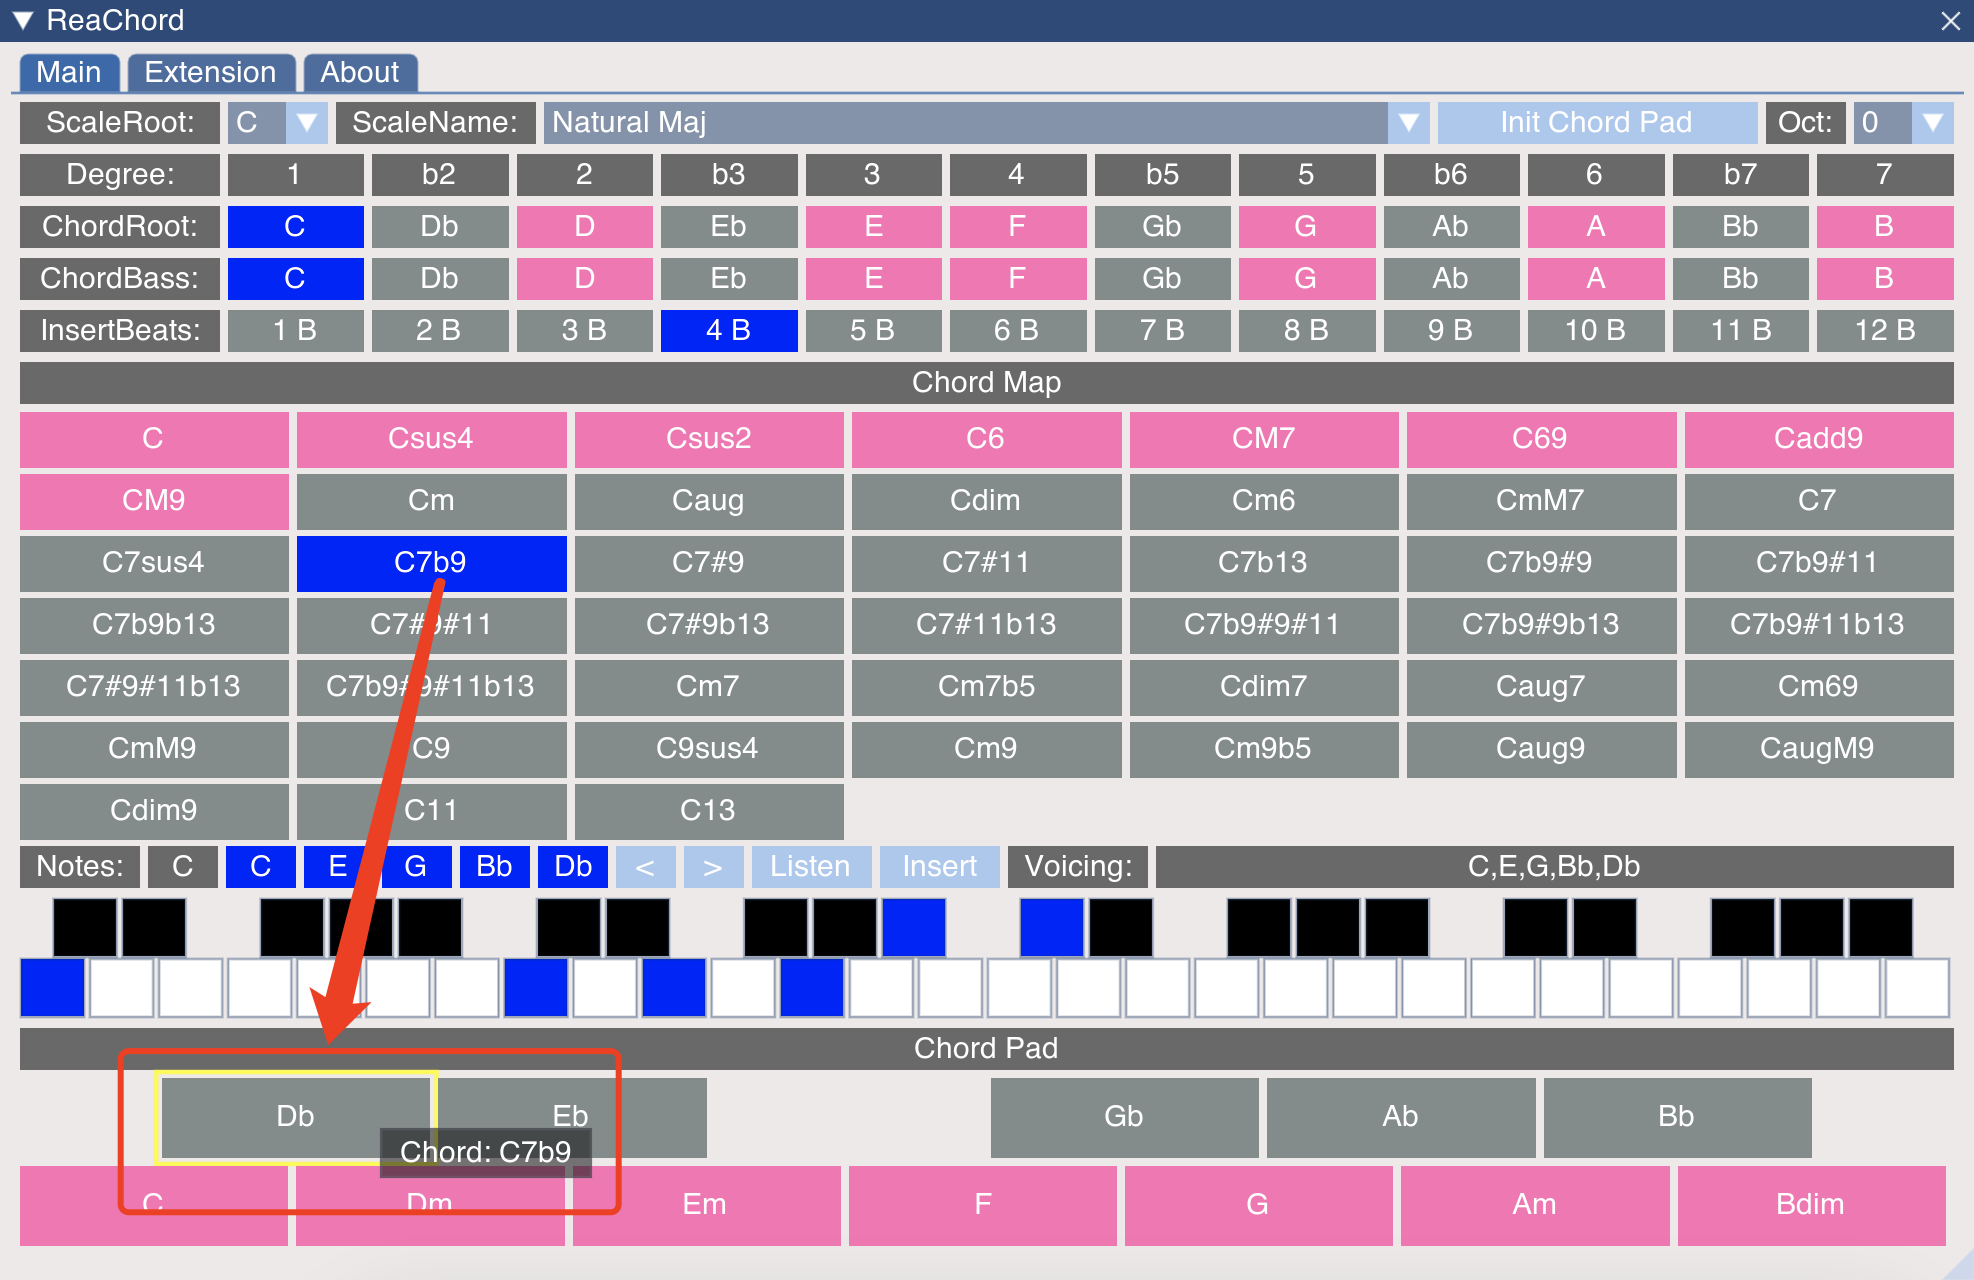 ReaChord
Main Extension About
ScaleRoot: C ScaleName: Natural Maj Init Chord Pad Oct: 0
Degree: 1 b2 2 b3 3 4 b5 5 b6 6 b7 7
ChordRoot: C Db D Eb E F Gb G Ab A Bb B
ChordBass: C Db D Eb E F Gb G Ab A Bb B
InsertBeats: 1 B 2 B 3 B 4 B 5 B 6 B 7 B 8 B 9 B 10 B 11 B 12 B
Chord Map
C Csus4 Csus2 C6 CM7 C69 Cadd9
CM9 Cm Caug Cdim Cm6 CmM7 C7
C7sus4 C7b9 C7#9 C7#11 C7b13 C7b9#9 C7b9#11
C7b9b13 C7#9#11 C7#9b13 C7#11b13 C7b9#9#11 C7b9#9b13 C7b9#11b13
C7#9#11b13 C7b9#9#11b13 Cm7 Cm7b5 Cdim7 Caug7 Cm69
CmM9 C9 C9sus4 Cm9 Cm9b5 Caug9 CaugM9
Cdim9 C11 C13
Notes: C C E G Bb Db < > Listen Insert Voicing: C,E,G,Bb,Db
Chord Pad
Db Eb Gb Ab Bb
Chord: C7b9
C Dm Em F G Am Bdim